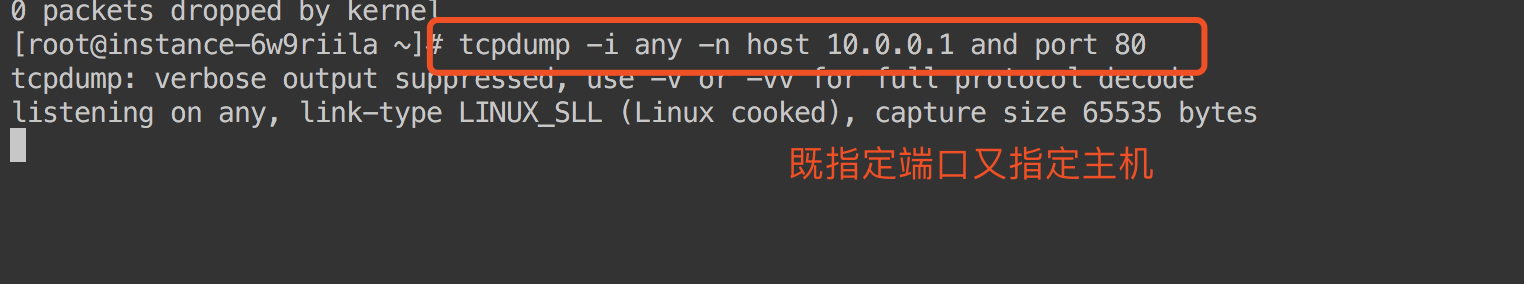 0 packets dropped by kernel
[root@instance-6w9riila ~]# tcpdump -i any -n host 10.0.0.1 and port 80
tcpdump: verbose output suppressed, use -v or -vv for full protocol decode
listening on any, link-type LINUX_SLL (Linux cooked), capture size 65535 bytes
既指定端口又指定主机